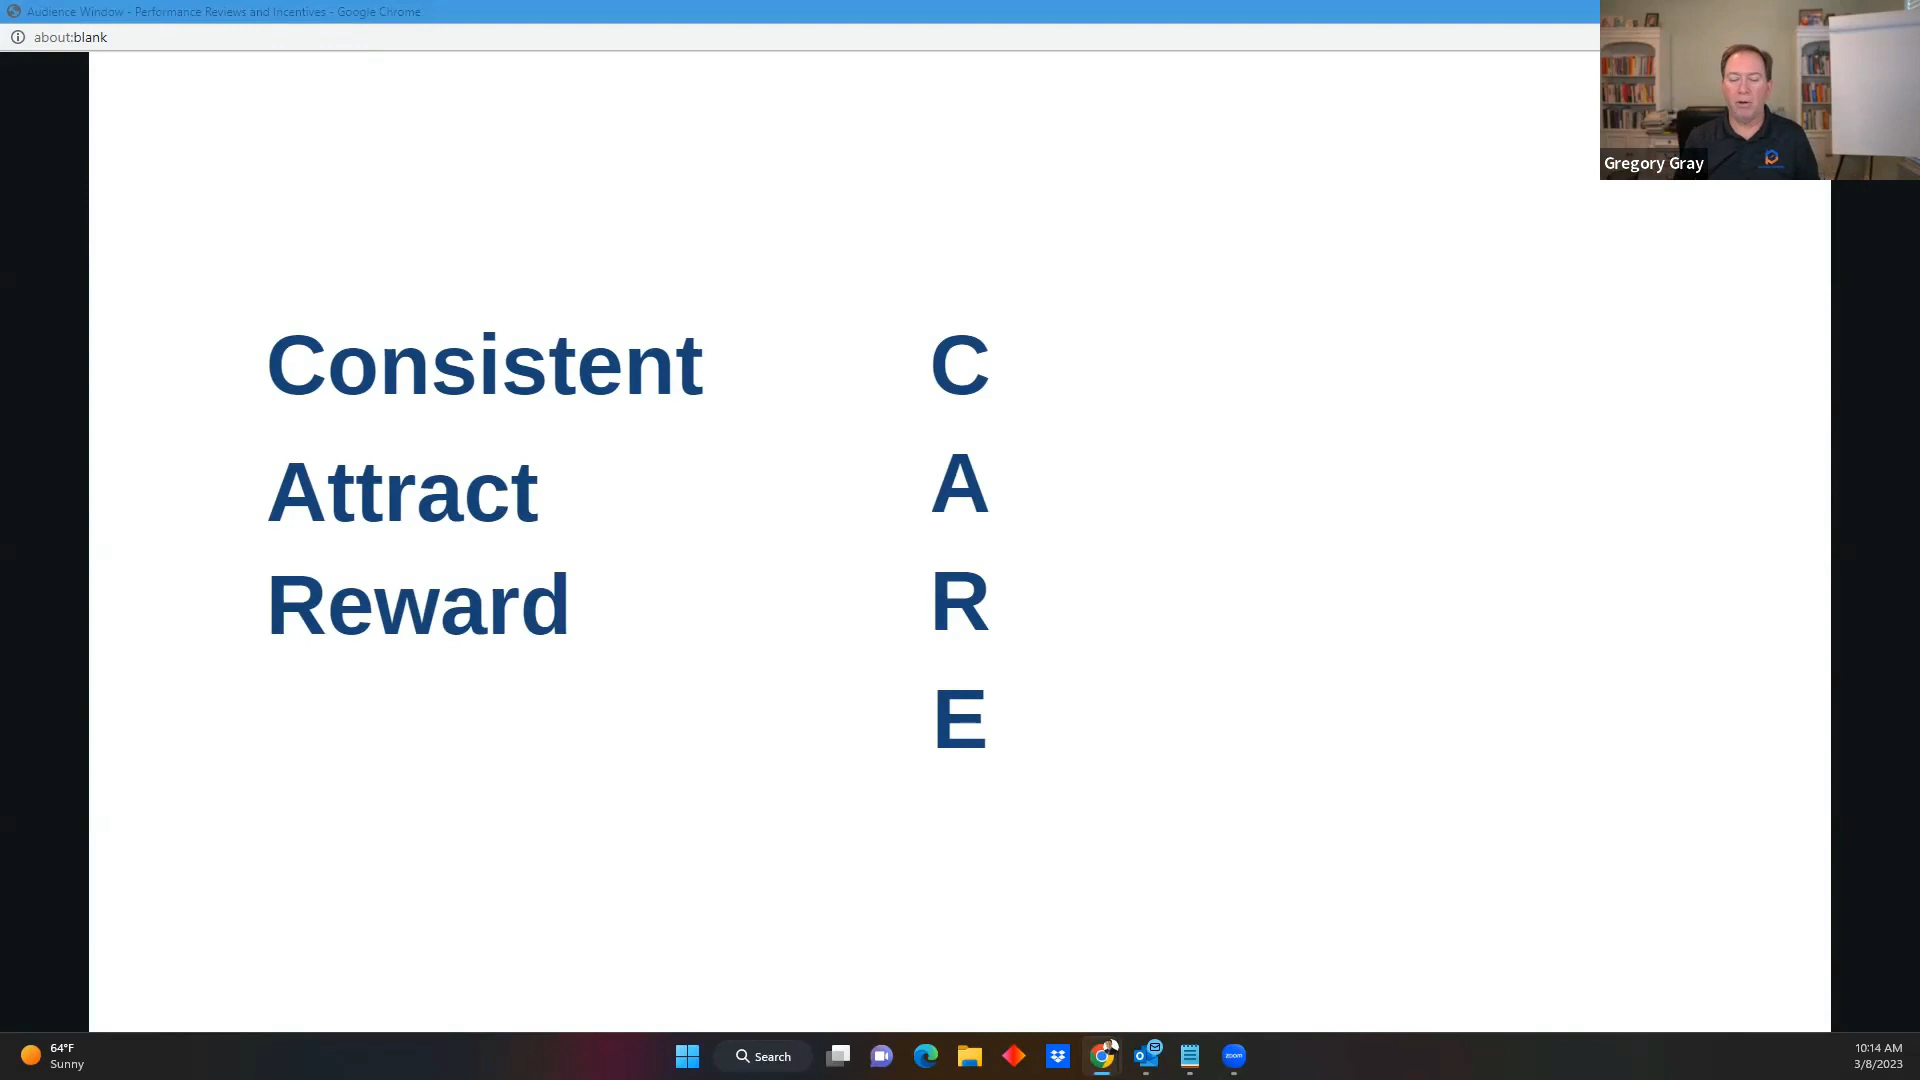 Audience Window - Performance Reviews and Incentives - Google Chrome
about:blank
Gregory Gray
Consistent
Attract
Reward
C
A
R
E
64°F
Sunny
Search
zoom
10:14 AM
3/8/2023